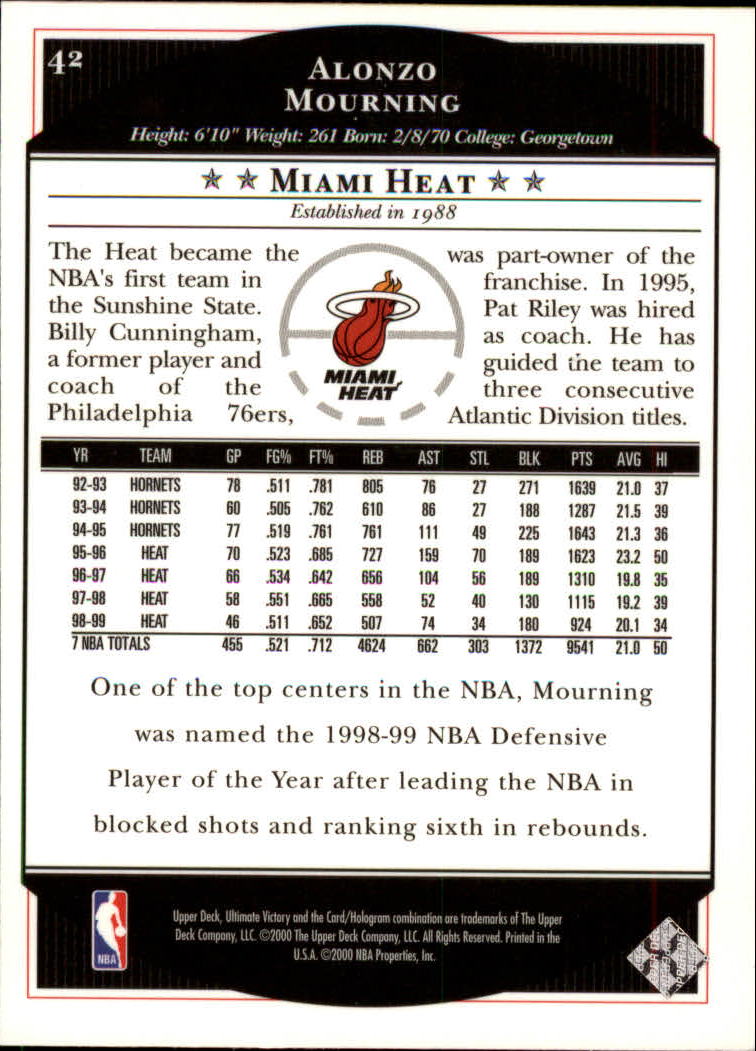 42
ALONZO
MOURNING
Height: 6'10" Weight: 261 Born: 2/8/70 College: Georgetown
MIAMI HEAT
Established in 1988
The Heat became the
NBA's first team in
the Sunshine State.
Billy Cunningham,
a former player and
coach of the
Philadelphia 76ers,
MIAMI
HEAT
was part-owner of the
franchise. In 1995,
Pat Riley was hired
as coach. He has
guided the team to
three consecutive
Atlantic Division titles.
YR TEAM GP FG% FT% REB AST STL BLK PTS AVG HI
92-93 HORNETS 78 .511 .781 805 76 27 271 1639 21.0 37
93-94 HORNETS 60 .505 .762 610 86 27 188 1287 21.5 39
94-95 HORNETS 77 .519 .761 761 111 49 225 1643 21.3 36
95-96 HEAT 70 .523 .685 727 159 70 189 1623 23.2 50
96-97 HEAT 66 .534 .642 656 104 56 189 1310 19.8 35
97-98 HEAT 58 .551 .665 558 52 40 130 1115 19.2 39
98-99 HEAT 46 .511 .652 507 74 34 180 924 20.1 34
7 NBA TOTALS 455 .521 .712 4624 662 303 1372 9541 21.0 50
One of the top centers in the NBA, Mourning
was named the 1998-99 NBA Defensive
Player of the Year after leading the NBA in
blocked shots and ranking sixth in rebounds.
NBA
Upper Deck, Ultimate Victory and the Card/Hologram combination are trademarks of The Upper
Deck Company, LLC. ©2000 The Upper Deck Company, LLC. All Rights Reserved. Printed in the
U.S.A. ©2000 NBA Properties, Inc.